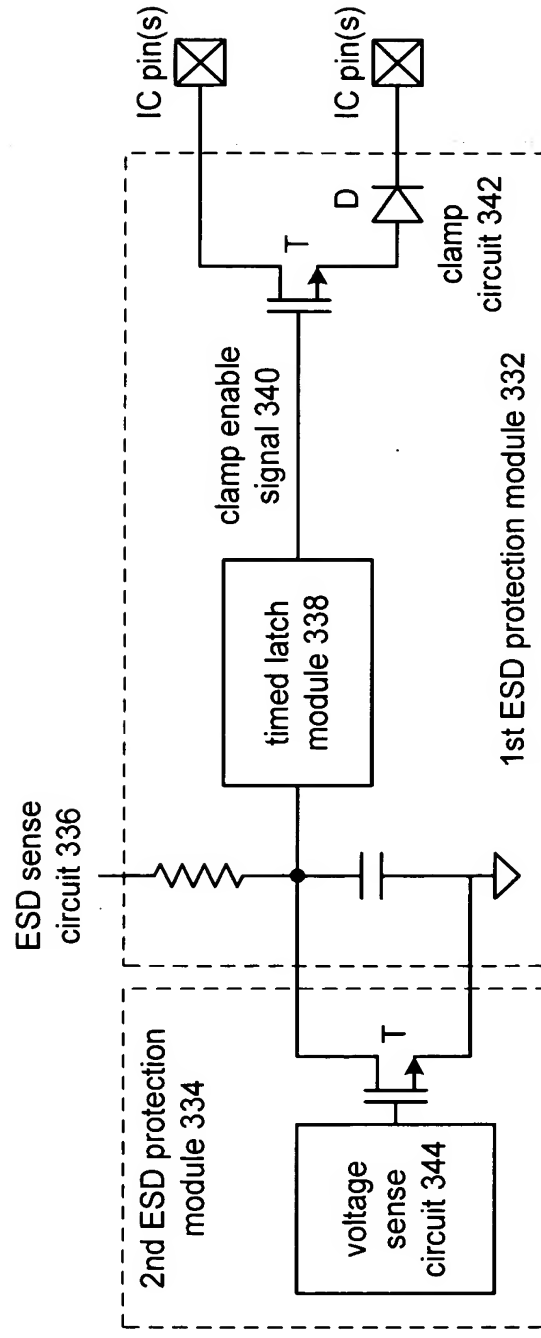 2nd ESD protection
module 334
voltage
sense
circuit 344
T
ESD sense
circuit 336
timed latch
module 338
1st ESD protection module 332
clamp enable
signal 340
T
D
clamp
circuit 342
IC pin(s)
IC pin(s)